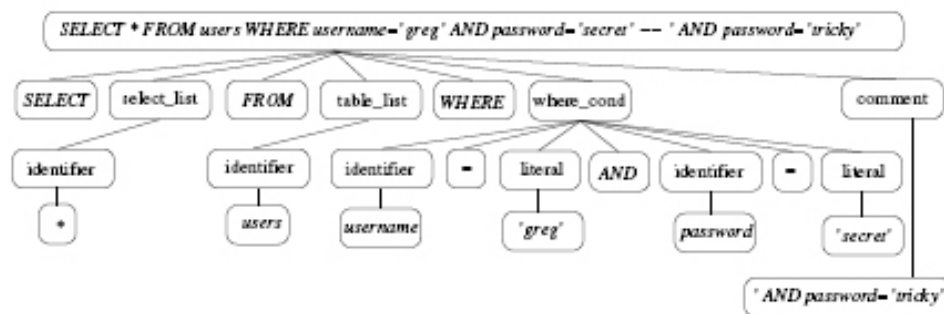 SELECT * FROM users WHERE username='greg' AND password='secret' -- ' AND password='tricky'
SELECT select_list FROM table_list WHERE where_cond comment
identifier identifier identifier = literal AND identifier = literal
* users username 'greg' password 'secret'
' AND password='tricky'